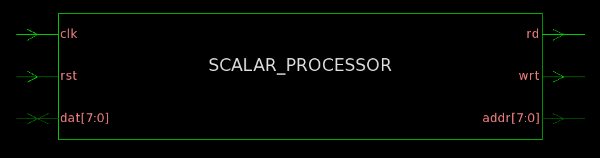 clk
rd
SCALAR_PROCESSOR
rst
wrt
dat[7:0]
addr[7:0]